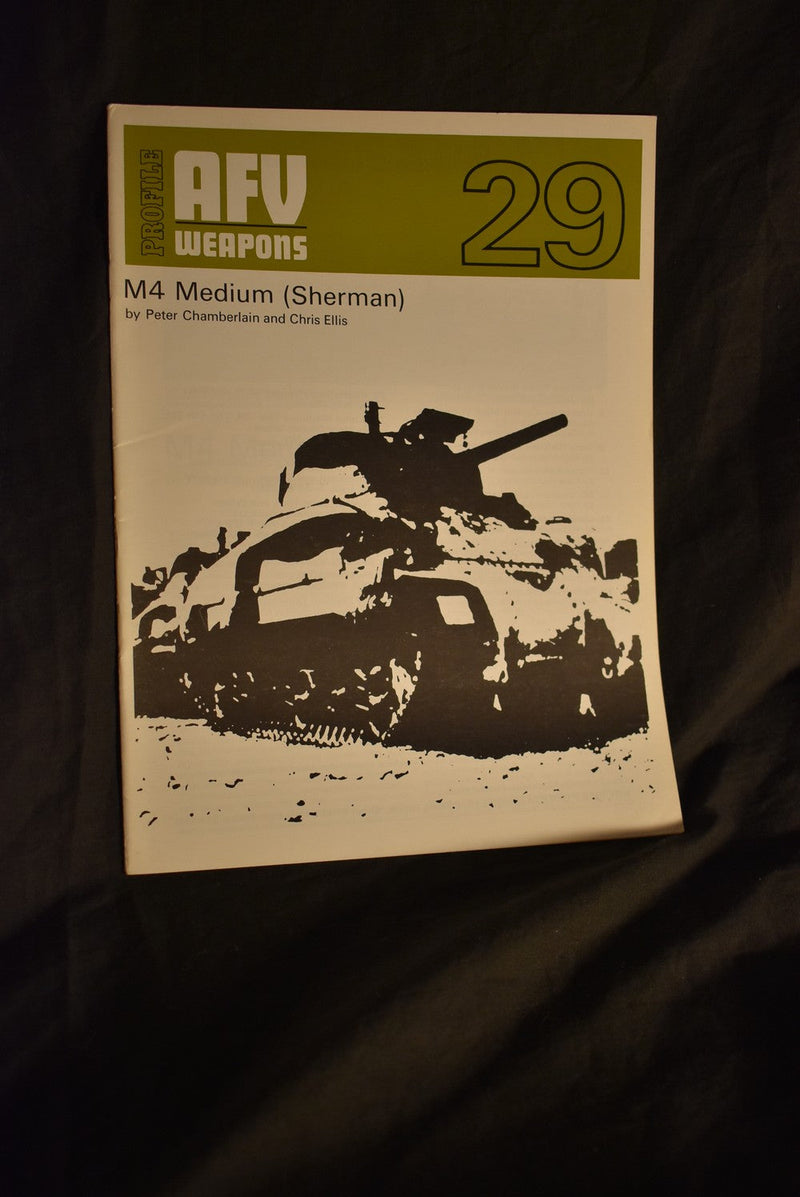 PROFILE
AFV
WEAPONS
29
M4 Medium (Sherman)
by Peter Chamberlain and Chris Ellis